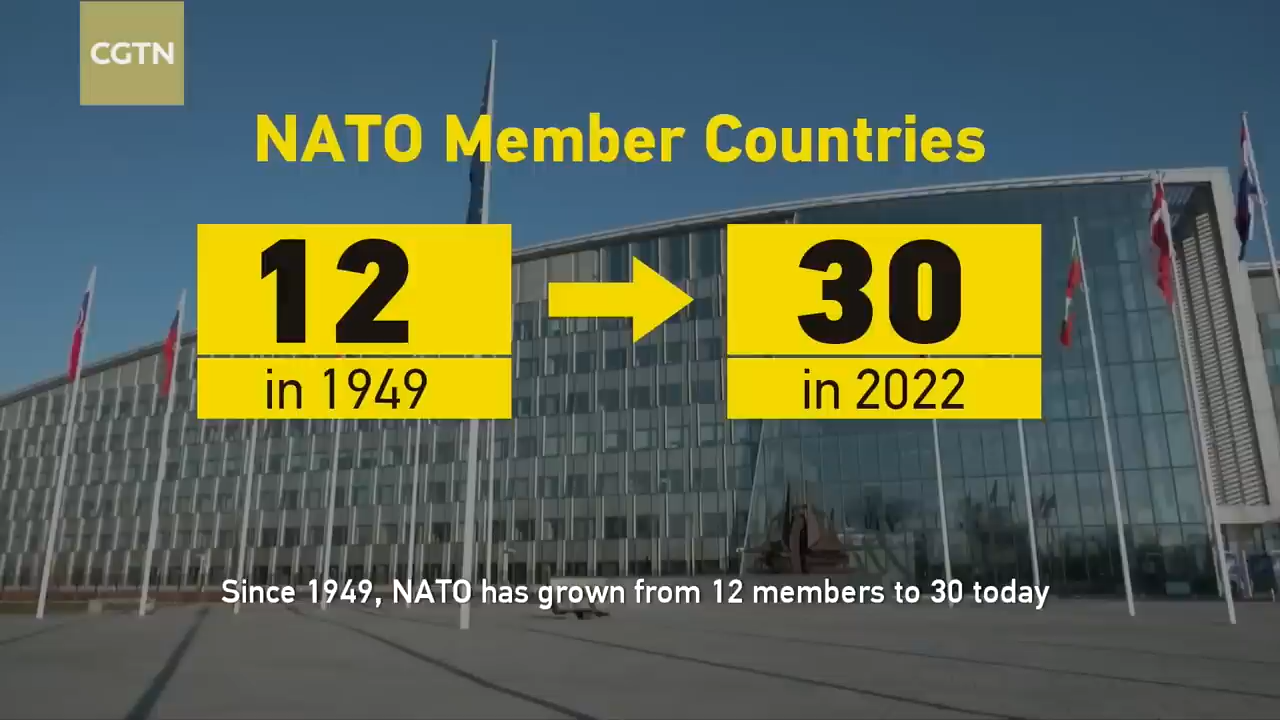 CGTN
NATO Member Countries
12
in 1949
30
in 2022
Since 1949, NATO has grown from 12 members to 30 today